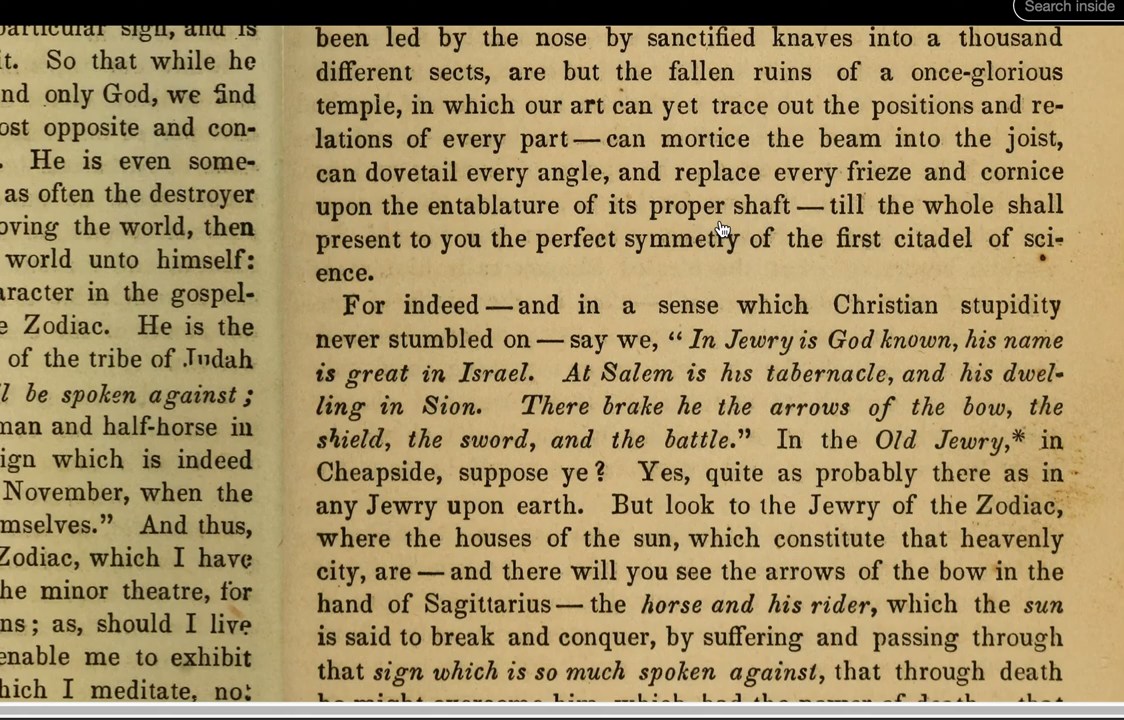 Search inside
particular sign, and is
it. So that while he
nd only God, we find
ost opposite and con-
. He is even some-
as often the destroyer
oving the world, then
world unto himself:
aracter in the gospel-
e Zodiac. He is the
of the tribe of Judah
l be spoken against;
man and half-horse in
ign which is indeed
November, when the
mselves.” And thus,
Zodiac, which I have
he minor theatre, for
ns; as, should I live
enable me to exhibit
hich I meditate, not
been led by the nose by sanctified knaves into a thousand
different sects, are but the fallen ruins of a once-glorious
temple, in which our art can yet trace out the positions and re-
lations of every part—can mortice the beam into the joist,
can dovetail every angle, and replace every frieze and cornice
upon the entablature of its proper shaft—till the whole shall
present to you the perfect symmetry of the first citadel of sci-
ence.
For indeed—and in a sense which Christian stupidity
never stumbled on—say we, “In Jewry is God known, his name
is great in Israel. At Salem is his tabernacle, and his dwel-
ling in Sion. There brake he the arrows of the bow, the
shield, the sword, and the battle.” In the Old Jewry,* in
Cheapside, suppose ye? Yes, quite as probably there as in
any Jewry upon earth. But look to the Jewry of the Zodiac,
where the houses of the sun, which constitute that heavenly
city, are—and there will you see the arrows of the bow in the
hand of Sagittarius—the horse and his rider, which the sun
is said to break and conquer, by suffering and passing through
that sign which is so much spoken against, that through death
he might overcome him which had the power of death—that